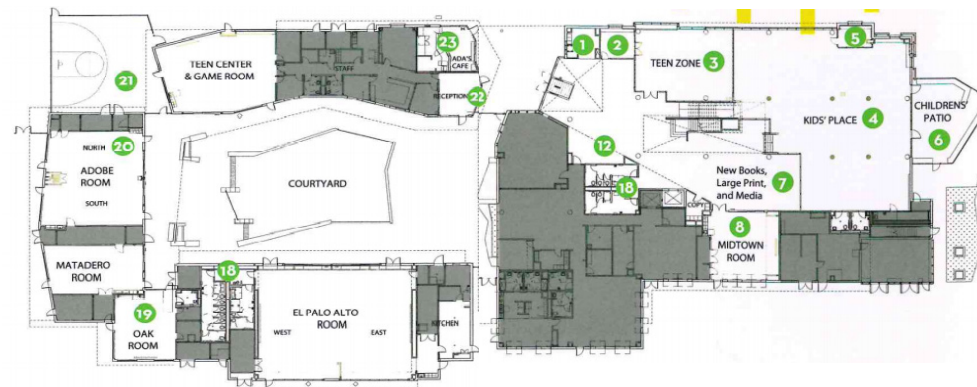 TEEN CENTER
& GAME ROOM
21
STAFF
23
ADA'S
CAFE
RECEPTION
22
1
2
TEEN ZONE
3
5
KIDS' PLACE
4
CHILDREN'S
PATIO
6
NORTH
20
ADOBE
ROOM
SOUTH
COURTYARD
12
18
New Books,
Large Print,
and Media
7
COPY
8
MIDTOWN
ROOM
MATADERO
ROOM
18
19
OAK
ROOM
EL PALO ALTO
ROOM
WEST
EAST
KITCHEN